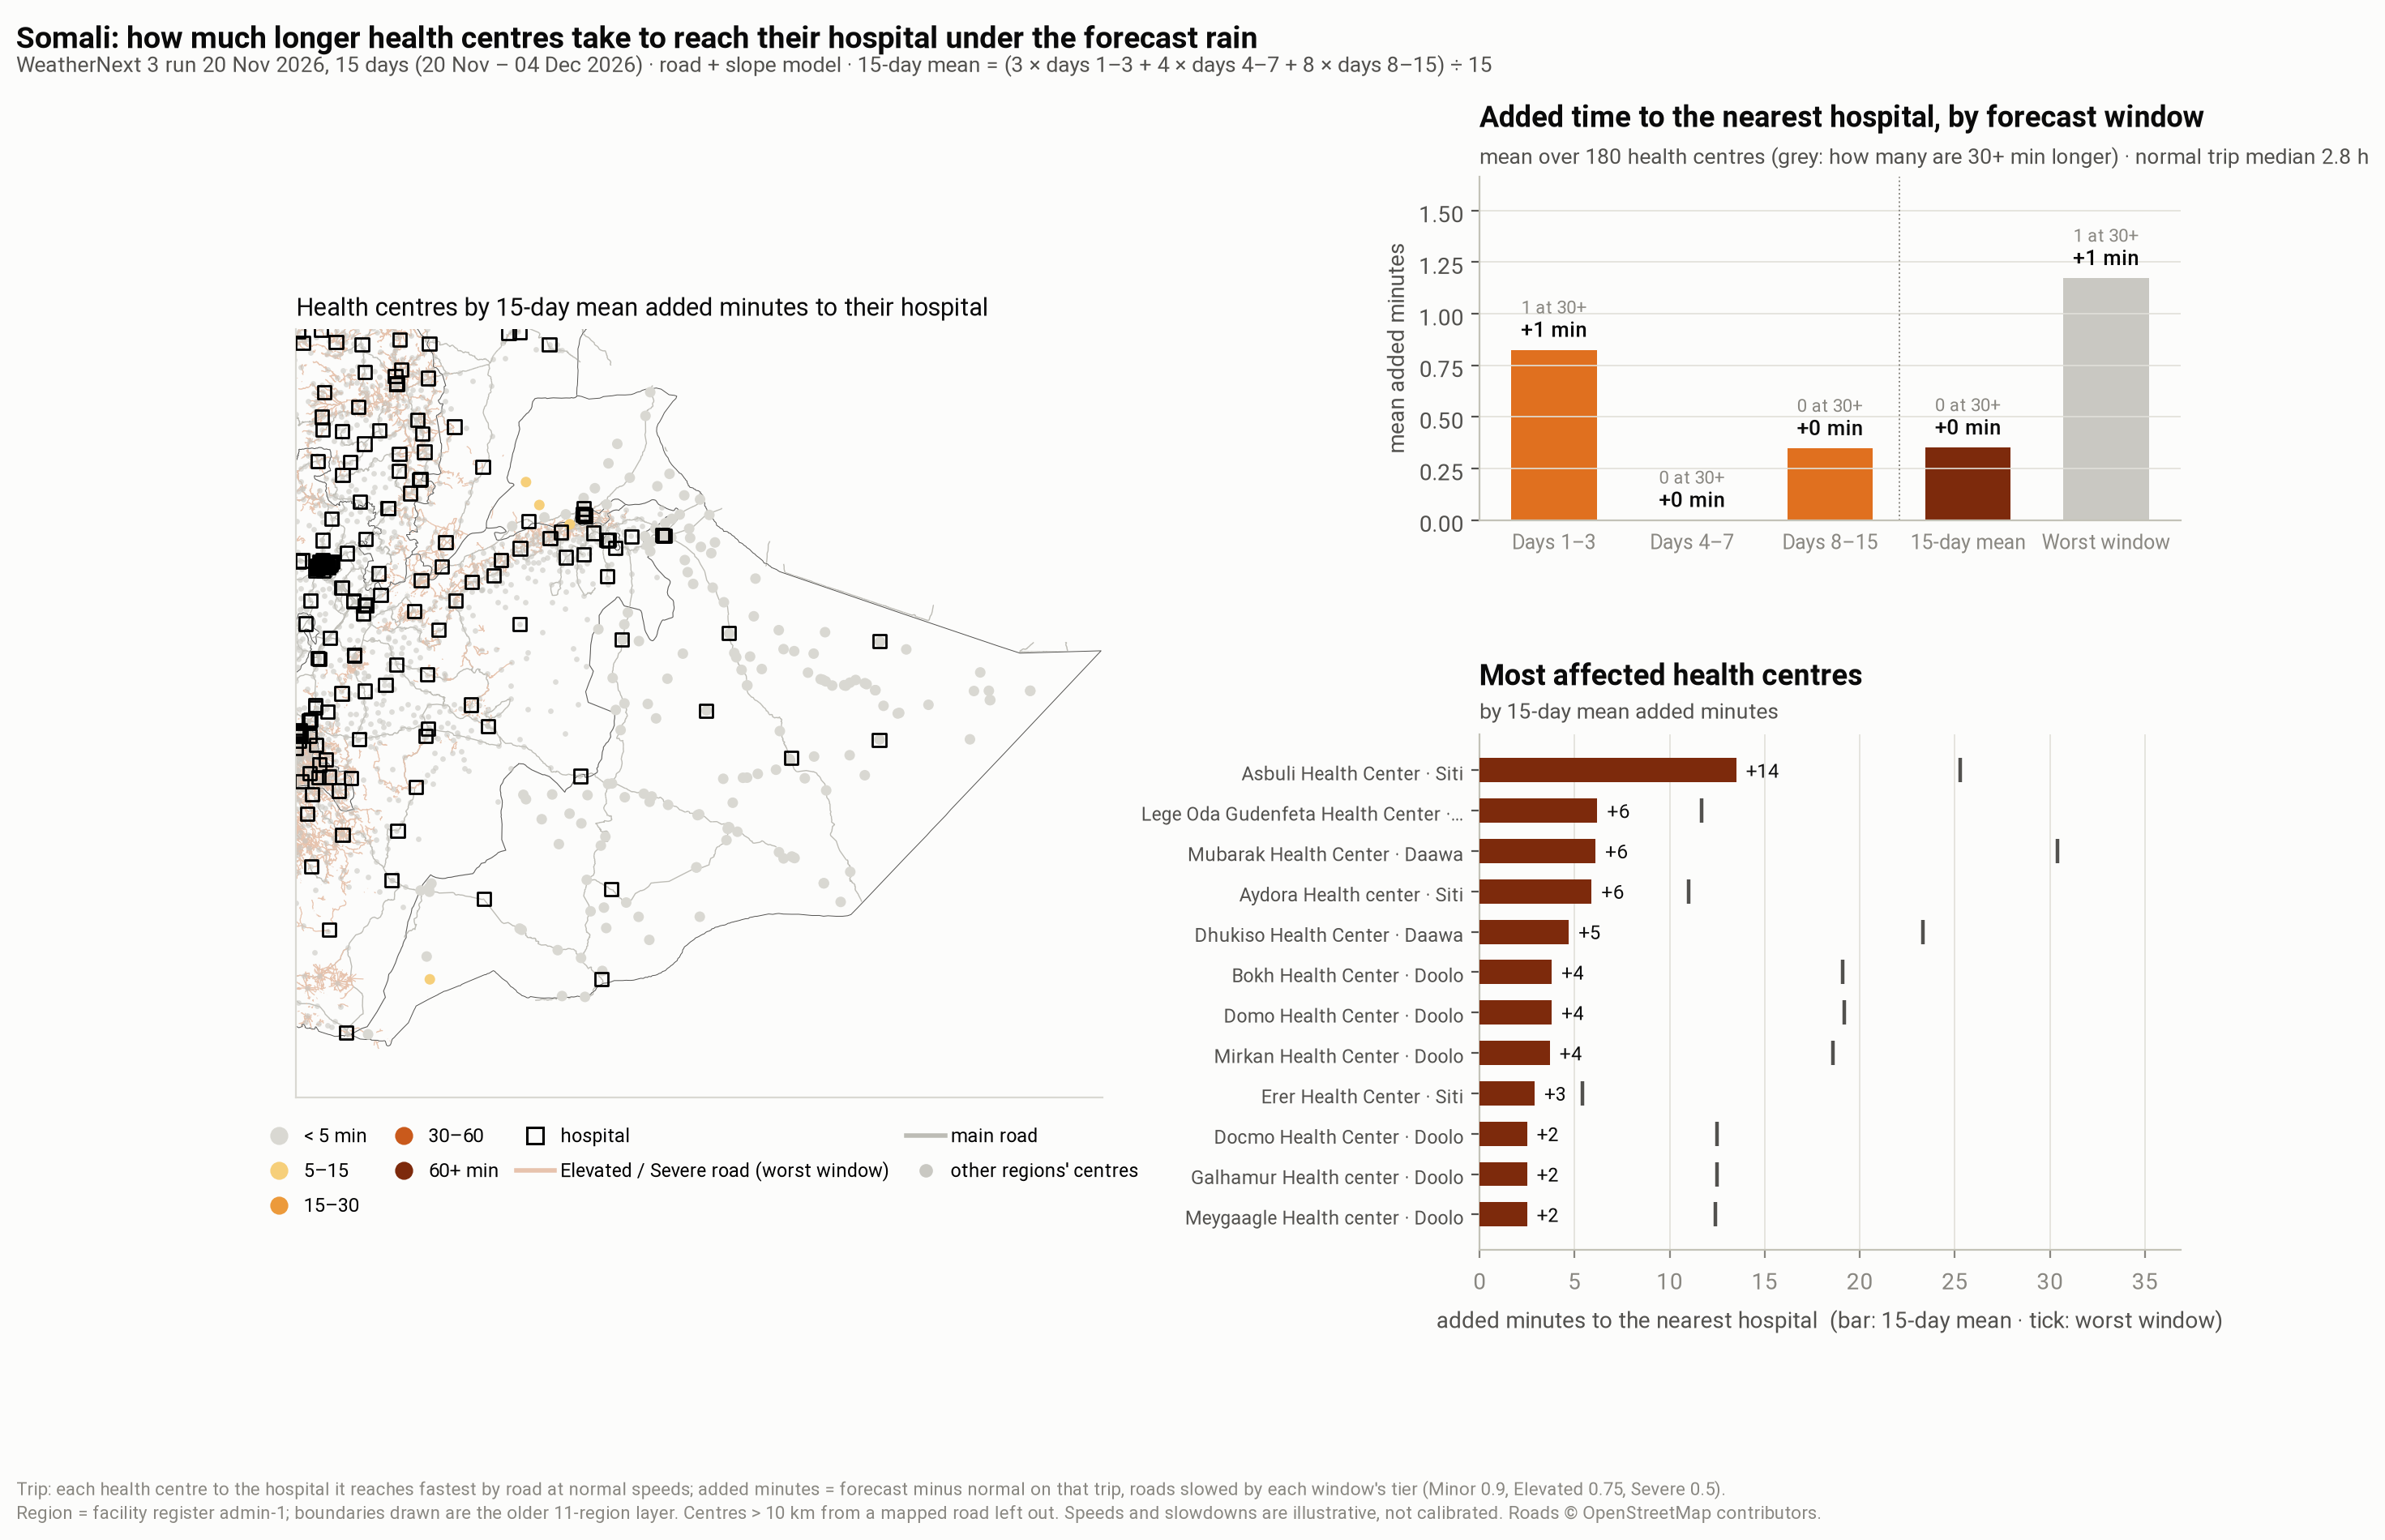 Somali: how much longer health centres take to reach their hospital under the forecast rain
WeatherNext 3 run 20 Nov 2026, 15 days (20 Nov – 04 Dec 2026) · road + slope model · 15-day mean = (3 × days 1–3 + 4 × days 4–7 + 8 × days 8–15) ÷ 15
Health centres by 15-day mean added minutes to their hospital
< 5 min
5–15
15–30
30–60
60+ min
hospital
Elevated / Severe road (worst window)
main road
other regions' centres
Added time to the nearest hospital, by forecast window
mean over 180 health centres (grey: how many are 30+ min longer) · normal trip median 2.8 h
mean added minutes
1.50
1.25
1.00
0.75
0.50
0.25
0.00
1 at 30+
+1 min
0 at 30+
+0 min
0 at 30+
+0 min
0 at 30+
+0 min
1 at 30+
+1 min
Days 1–3
Days 4–7
Days 8–15
15-day mean
Worst window
Most affected health centres
by 15-day mean added minutes
Asbuli Health Center · Siti +14
Lege Oda Gudenfeta Health Center ·... +6
Mubarak Health Center · Daawa +6
Aydora Health center · Siti +6
Dhukiso Health Center · Daawa +5
Bokh Health Center · Doolo +4
Domo Health Center · Doolo +4
Mirkan Health Center · Doolo +4
Erer Health Center · Siti +3
Docmo Health Center · Doolo +2
Galhamur Health center · Doolo +2
Meygaagle Health center · Doolo +2
0 5 10 15 20 25 30 35
added minutes to the nearest hospital (bar: 15-day mean · tick: worst window)
Trip: each health centre to the hospital it reaches fastest by road at normal speeds; added minutes = forecast minus normal on that trip, roads slowed by each window's tier (Minor 0.9, Elevated 0.75, Severe 0.5).
Region = facility register admin-1; boundaries drawn are the older 11-region layer. Centres > 10 km from a mapped road left out. Speeds and slowdowns are illustrative, not calibrated. Roads © OpenStreetMap contributors.